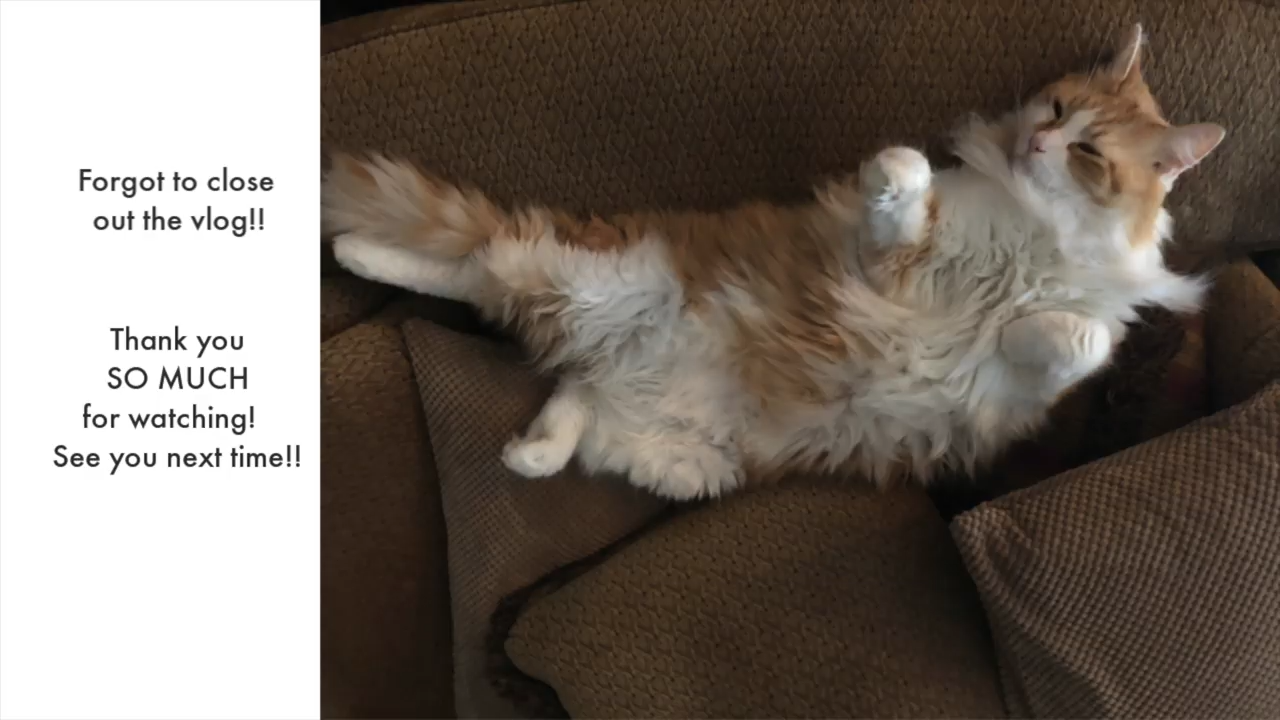 Forgot to close
out the vlog!!
Thank you
SO MUCH
for watching!
See you next time!!